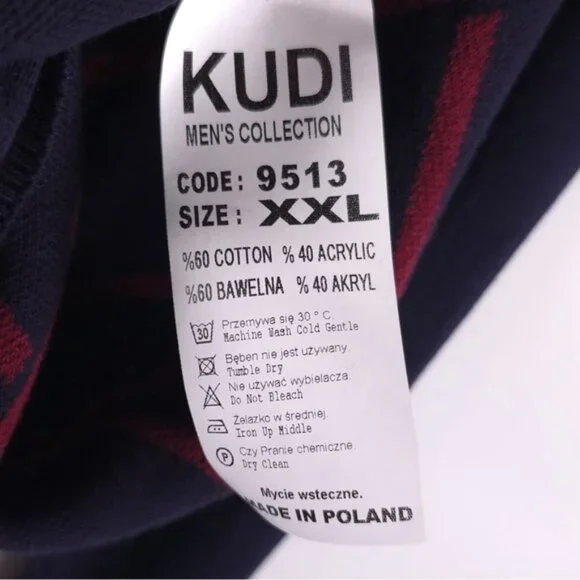 KUDI
MEN'S COLLECTION
CODE: 9513
SIZE: XXL
%60 COTTON % 40 ACRYLIC
%60 BAWELNA % 40 AKRYL
30 Przemywa się 30 ° C
Machine Wash Cold Gentle
Bęben nie jest używany.
Tumble Dry
Nie używać wybielacza
Do Not Bleach
Żelazko w średniej.
Iron Up Middle
P Czy Pranie chemiczne.
Dry Clean
Mycie wsteczne.
MADE IN POLAND